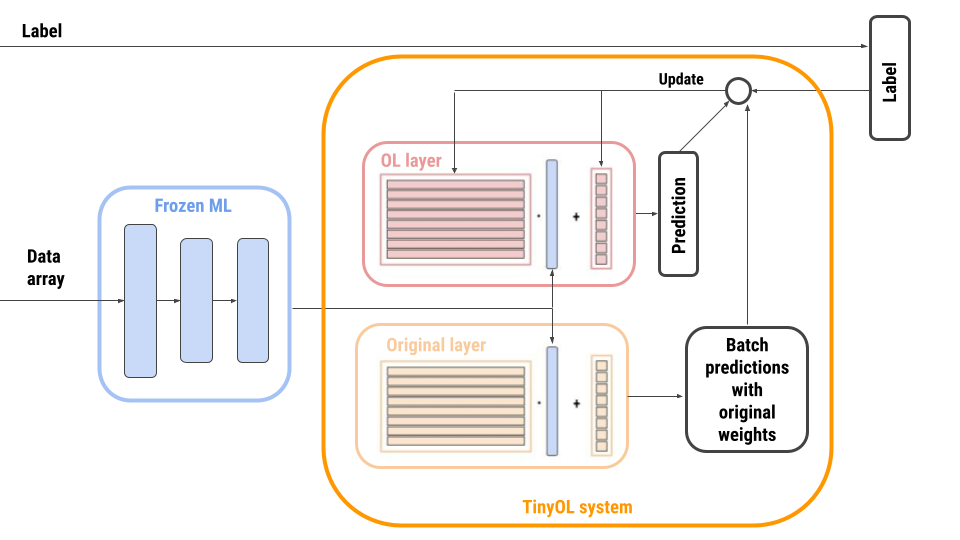 Label
Label
Update
OL layer
Prediction
Frozen ML
Data
array
Original layer
Batch
predictions
with
original
weights
TinyOL system